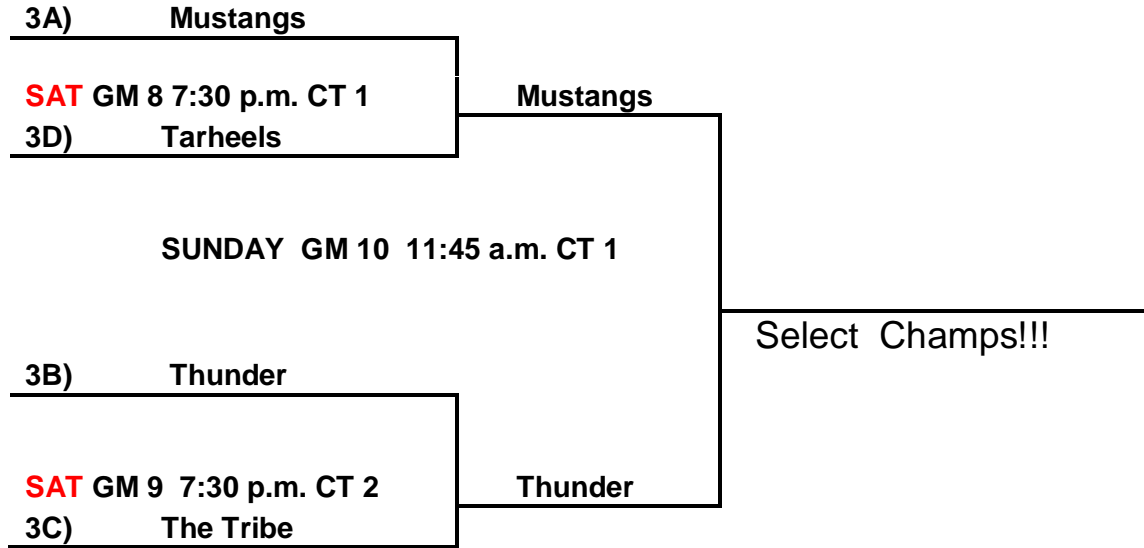 3A) Mustangs
SAT GM 8 7:30 p.m. CT 1
Mustangs
3D) Tarheels
SUNDAY GM 10 11:45 a.m. CT 1
Select Champs!!!
3B) Thunder
SAT GM 9 7:30 p.m. CT 2
Thunder
3C) The Tribe